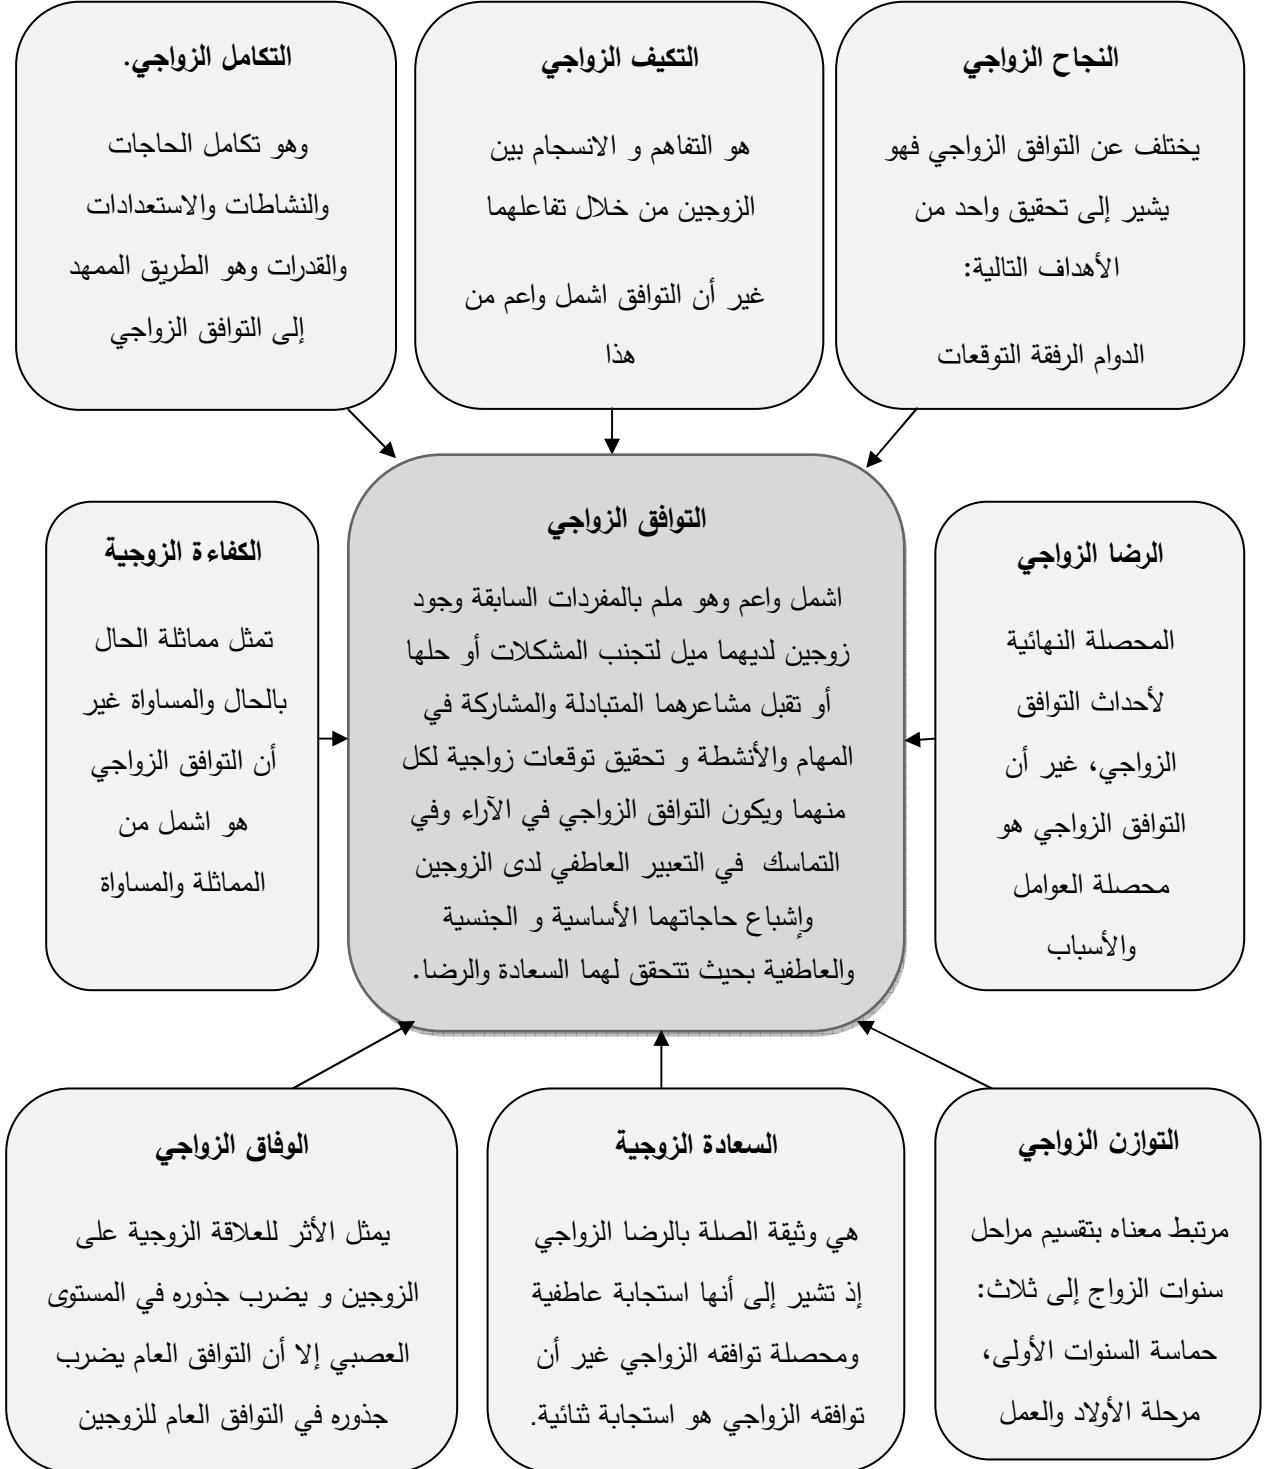 النجاح الزواجي
يختلف عن التوافق الزواجي فهو
يشير إلى تحقيق واحد من
الأهداف التالية:
الدوام الرفقة التوقعات
التكيف الزواجي
هو التفاهم و الانسجام بين
الزوجين من خلال تفاعلهما
غير أن التوافق اشمل واعم من
هذا
التكامل الزواجي.
وهو تكامل الحاجات
والنشاطات والاستعدادات
والقدرات وهو الطريق الممهد
إلى التوافق الزواجي
الرضا الزواجي
المحصلة النهائية
لأحداث التوافق
الزواجي، غير أن
التوافق الزواجي هو
محصلة العوامل
والأسباب
التوافق الزواجي
اشمل واعم وهو ملم بالمفردات السابقة وجود
زوجين لديهما ميل لتجنب المشكلات أو حلها
أو تقبل مشاعرهما المتبادلة والمشاركة في
المهام والأنشطة و تحقيق توقعات زواجية لكل
منهما ويكون التوافق الزواجي في الآراء وفي
التماسك في التعبير العاطفي لدى الزوجين
وإشباع حاجاتهما الأساسية و الجنسية
والعاطفية بحيث تتحقق لهما السعادة والرضا.
الكفاءة الزوجية
تمثل مماثلة الحال
بالحال والمساواة غير
أن التوافق الزواجي
هو اشمل من
المماثلة والمساواة
التوازن الزواجي
مرتبط معناه بتقسيم مراحل
سنوات الزواج إلى ثلاث:
حماسة السنوات الأولى،
مرحلة الأولاد والعمل
السعادة الزوجية
هي وثيقة الصلة بالرضا الزواجي
إذ تشير إلى أنها استجابة عاطفية
ومحصلة توافقه الزواجي غير أن
توافقه الزواجي هو استجابة ثنائية.
الوفاق الزواجي
يمثل الأثر للعلاقة الزوجية على
الزوجين و يضرب جذوره في المستوى
العصبي إلا أن التوافق العام يضرب
جذوره في التوافق العام للزوجين